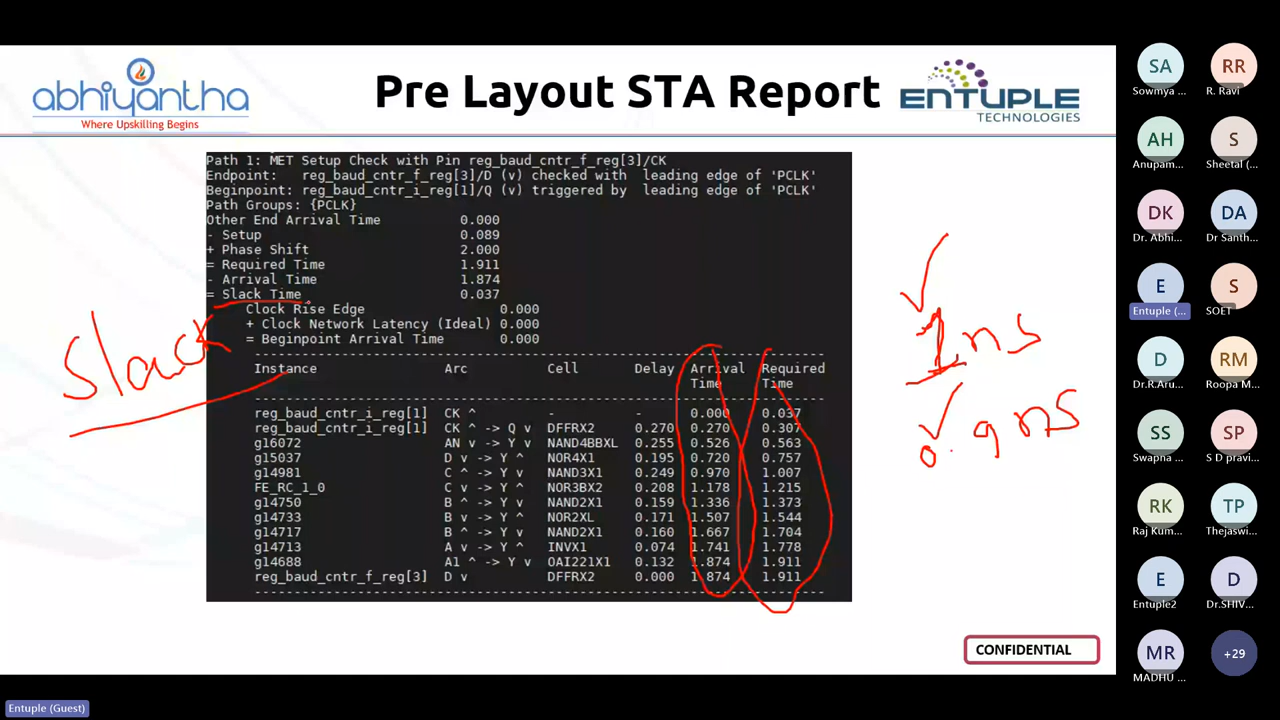 abhiyantha
Where Upskilling Begins
Pre Layout STA Report
ENTUPLE
TECHNOLOGIES
Path 1: MET Setup Check with Pin reg_baud_cntr_f_reg[3]/CK
Endpoint: reg_baud_cntr_f_reg[3]/D (v) checked with leading edge of 'PCLK'
Beginpoint: reg_baud_cntr_i_reg[1]/Q (v) triggered by leading edge of 'PCLK'
Path Groups: {PCLK}
Other End Arrival Time 0.000
- Setup 0.089
+ Phase Shift 2.000
= Required Time 1.911
- Arrival Time 1.874
= Slack Time 0.037
Clock Rise Edge 0.000
+ Clock Network Latency (Ideal) 0.000
= Beginpoint Arrival Time 0.000
Instance Arc Cell Delay Arrival Required
Time Time
reg_baud_cntr_i_reg[1] CK ^ - - 0.000 0.037
reg_baud_cntr_i_reg[1] CK ^ -> Q v DFFRX2 0.270 0.270 0.307
g16072 AN v -> Y v NAND4BBXL 0.255 0.526 0.563
g15037 D v -> Y ^ NOR4X1 0.195 0.720 0.757
g14981 C ^ -> Y v NAND3X1 0.249 0.970 1.007
FE_RC_1_0 C v -> Y ^ NOR3BX2 0.208 1.178 1.215
g14750 B ^ -> Y v NAND2X1 0.159 1.336 1.373
g14733 B v -> Y ^ NOR2XL 0.171 1.507 1.544
g14717 B ^ -> Y v NAND2X1 0.160 1.667 1.704
g14713 A v -> Y ^ INVX1 0.074 1.741 1.778
g14688 A1 ^ -> Y v OAI221X1 0.132 1.874 1.911
reg_baud_cntr_f_reg[3] D v DFFRX2 0.000 1.874 1.911
Slack
1ns
0.9ns
CONFIDENTIAL
SA
Sowmya ...
RR
R. Ravi
AH
Anupam...
S
Sheetal (...
DK
Dr. Abhi...
DA
Dr Santh...
E
Entuple (...
S
SOET
D
Dr.R.Aru...
RM
Roopa M...
SS
Swapna ...
SP
S D pravi...
RK
Raj Kum...
TP
Thejaswi...
E
Entuple2
D
Dr.SHIV...
MR
MADHU ...
+29
Entuple (Guest)